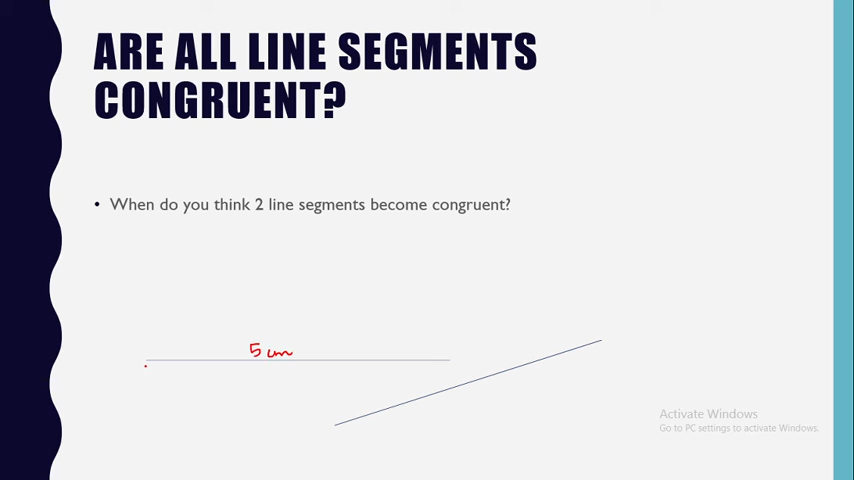 ARE ALL LINE SEGMENTS
CONGRUENT?
• When do you think 2 line segments become congruent?
5 cm
Activate Windows
Go to PC settings to activate Windows.